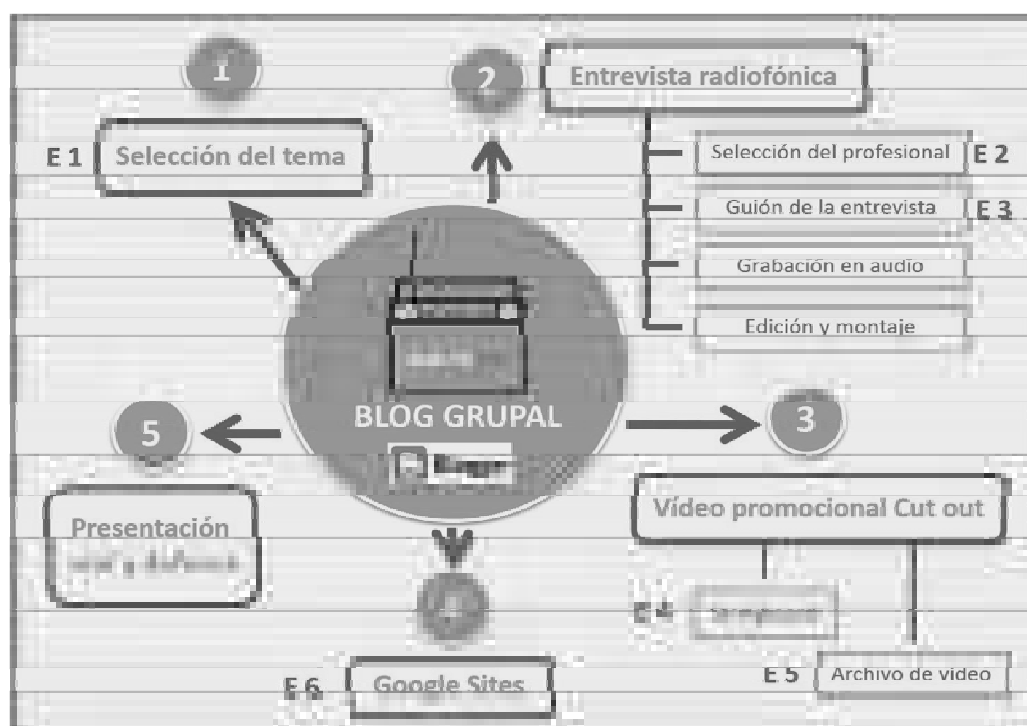 1
E 1
Selección del tema
2
Entrevista radiofónica
Selección del profesional
E 2
Guión de la entrevista
E 3
Grabación en audio
Edición y montaje
BLOG GRUPAL
3
Vídeo promocional Cut out
E 4
E 5
Archivo de vídeo
4
E 6
Google Sites
5
Presentación